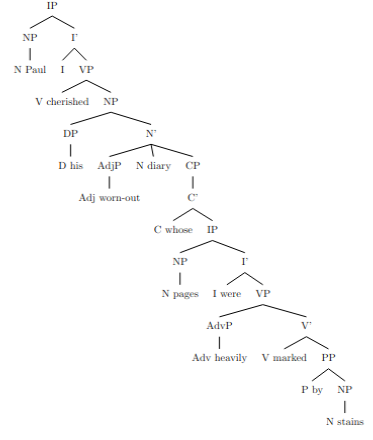 IP
NP I'
N Paul I VP
V cherished NP
DP N'
D his AdjP N diary CP
Adj worn-out C'
C whose IP
NP I'
N pages I were VP
AdvP V'
Adv heavily V marked PP
P by NP
N stains